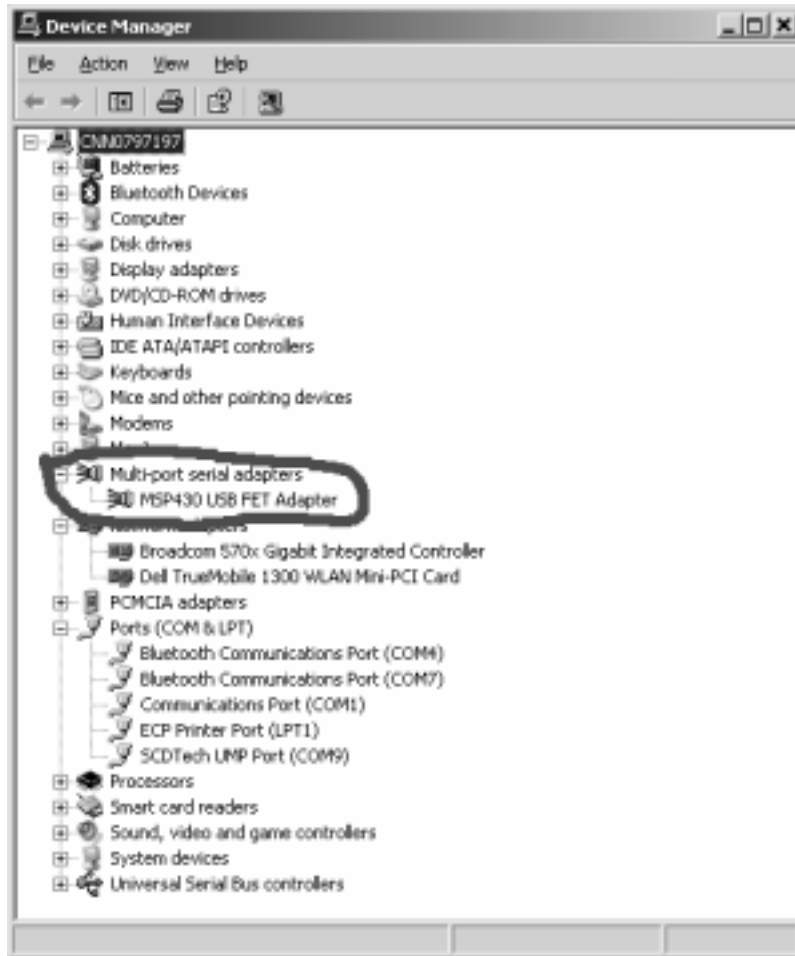 Device Manager
File Action View Help
CNN0797197
Batteries
Bluetooth Devices
Computer
Disk drives
Display adapters
DVD/CD-ROM drives
Human Interface Devices
IDE ATA/ATAPI controllers
Keyboards
Mice and other pointing devices
Modems
Multi-port serial adapters
MSP430 USB FET Adapter
adapters
Broadcom 570x Gigabit Integrated Controller
Dell TrueMobile 1300 WLAN Mini-PCI Card
PCMCIA adapters
Ports (COM & LPT)
Bluetooth Communications Port (COM4)
Bluetooth Communications Port (COM7)
Communications Port (COM1)
ECP Printer Port (LPT1)
SCDTech UMP Port (COM9)
Processors
Smart card readers
Sound, video and game controllers
System devices
Universal Serial Bus controllers